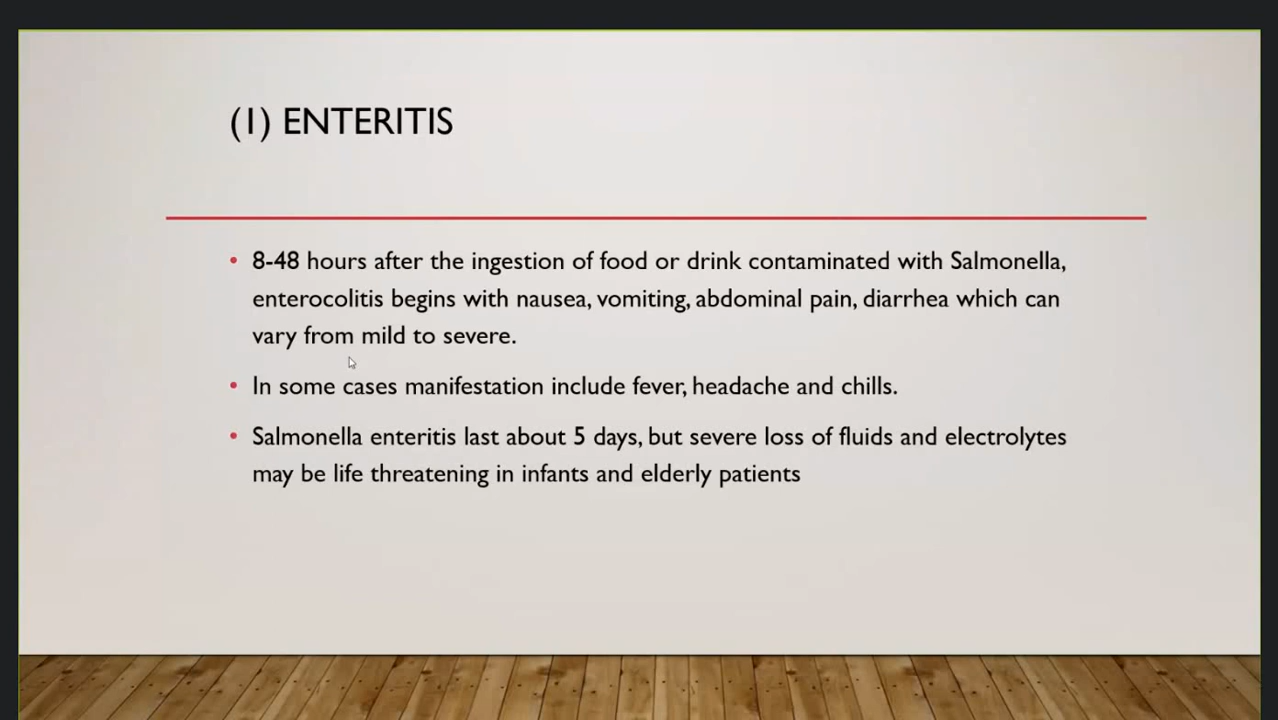 (1) ENTERITIS
• 8-48 hours after the ingestion of food or drink contaminated with Salmonella,
enterocolitis begins with nausea, vomiting, abdominal pain, diarrhea which can
vary from mild to severe.
• In some cases manifestation include fever, headache and chills.
• Salmonella enteritis last about 5 days, but severe loss of fluids and electrolytes
may be life threatening in infants and elderly patients